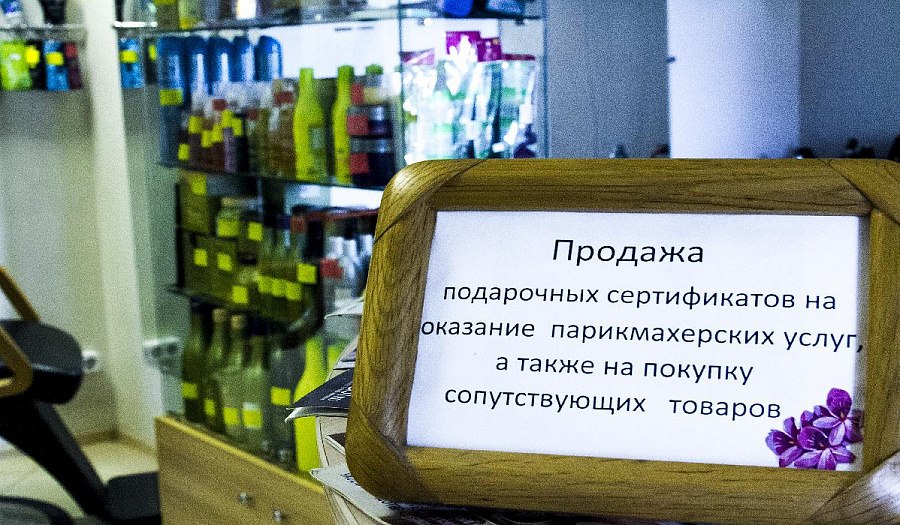 Продажа
подарочных сертификатов на
оказание парикмахерских услуг,
а также на покупку
сопутствующих товаров